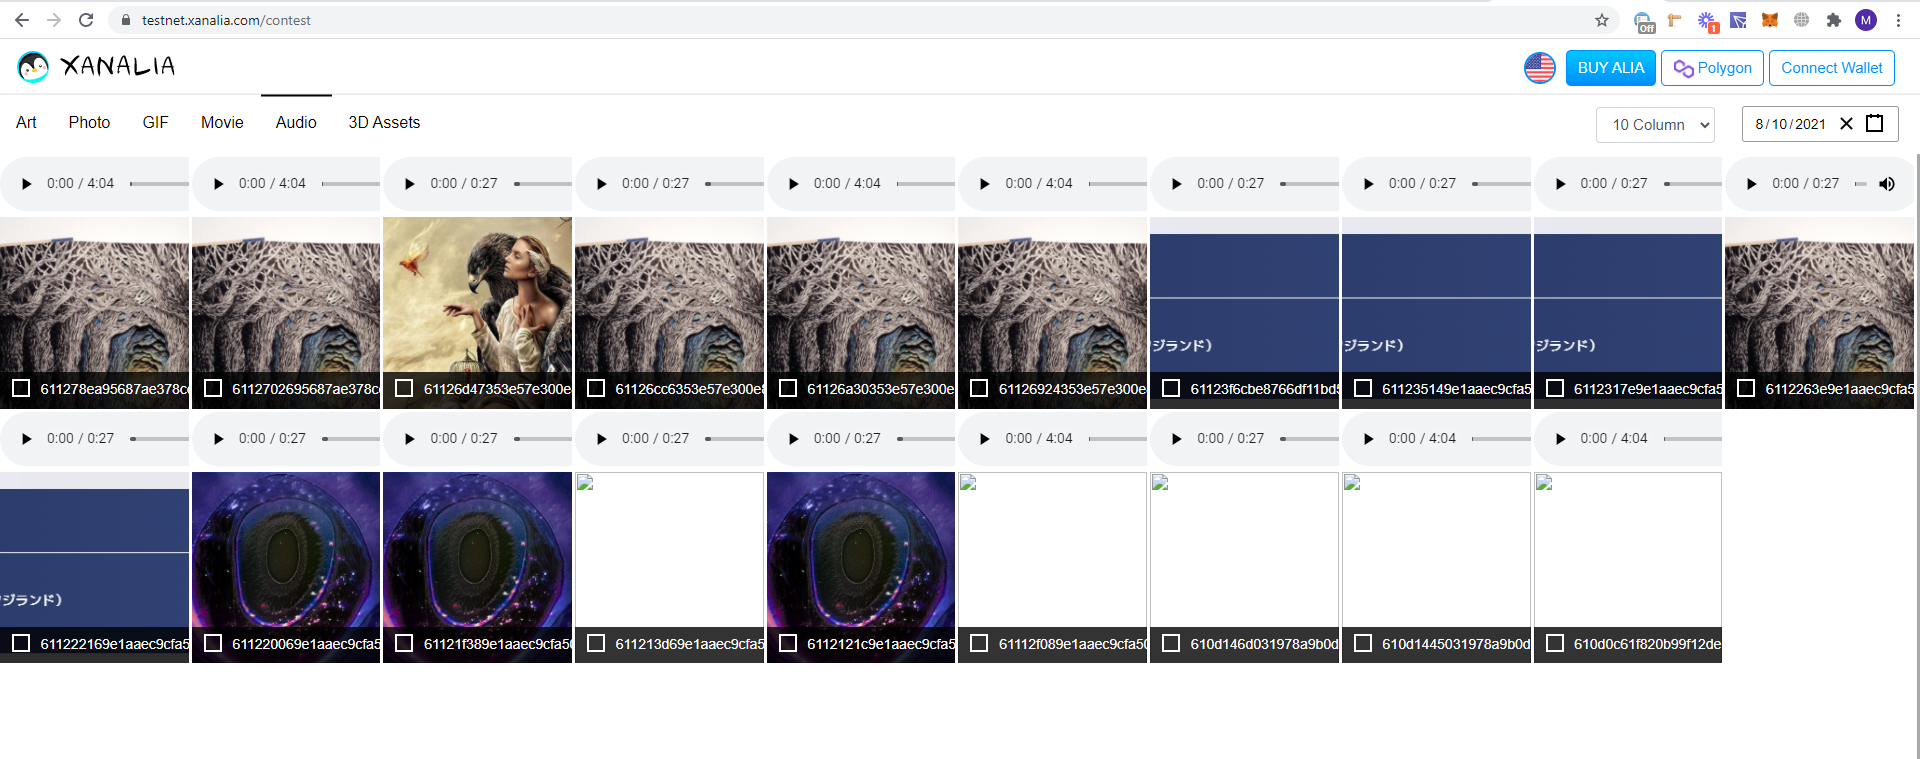 testnet.xanalia.com/contest
Off
1
M
XANALIA
BUY ALIA
Polygon
Connect Wallet
Art Photo GIF Movie Audio 3D Assets
10 Column
8/10/2021
0:00 / 4:04 0:00 / 4:04 0:00 / 0:27 0:00 / 0:27 0:00 / 4:04 0:00 / 4:04 0:00 / 0:27 0:00 / 0:27 0:00 / 0:27 0:00 / 0:27
ジランド） ジランド） ジランド）
611278ea95687ae378c 6112702695687ae378c 61126d47353e57e300e 61126cc6353e57e300e 61126a30353e57e300e 61126924353e57e300e 61123f6cbe8766df11bd 611235149e1aaec9cfa5 6112317e9e1aaec9cfa5 6112263e9e1aaec9cfa5
0:00 / 0:27 0:00 / 0:27 0:00 / 0:27 0:00 / 0:27 0:00 / 0:27 0:00 / 4:04 0:00 / 0:27 0:00 / 4:04 0:00 / 4:04
ジランド）
611222169e1aaec9cfa5 611220069e1aaec9cfa5 61121f389e1aaec9cfa5 611213d69e1aaec9cfa5 6112121c9e1aaec9cfa5 61112f089e1aaec9cfa5 610d146d031978a9b0d 610d1445031978a9b0d 610d0c61f820b99f12de